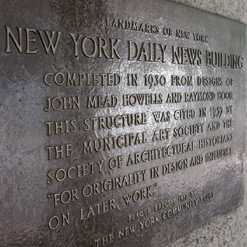 LANDMARKS OF NEW YORK
NEW YORK DAILY NEWS BUILDING
COMPLETED IN 1930 FROM DESIGNS OF
JOHN MEAD HOWELLS AND RAYMOND HOOD
THIS STRUCTURE WAS CITED IN 1957 BY
THE MUNICIPAL ART SOCIETY AND THE
SOCIETY OF ARCHITECTURAL HISTORIANS
"FOR ORIGINALITY IN DESIGN AND INFLUENCE
ON LATER WORK."
PLAQUE ERECTED
THE NEW YORK COMMUNITY TRUST